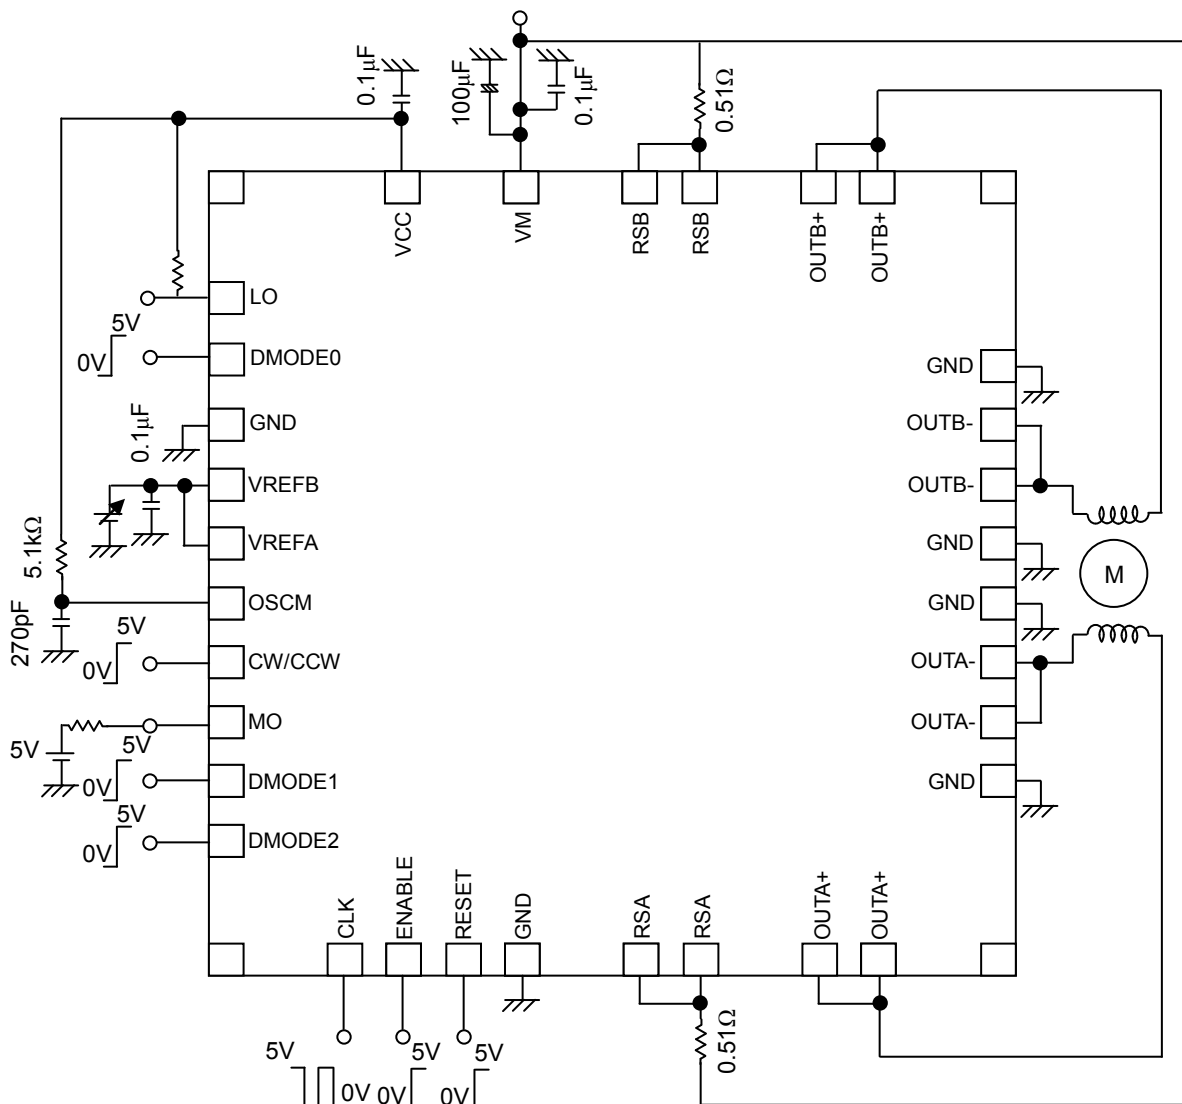 0.1μF
100μF
0.1μF
0.51Ω
VCC
VM
RSB
RSB
OUTB+
OUTB+
LO
5V
0V
DMODE0
GND
0.1μF
GND
OUTB-
VREFB
OUTB-
VREFA
GND
5.1kΩ
M
OSCM
GND
270pF
5V
0V
CW/CCW
OUTA-
MO
OUTA-
5V
5V
0V
DMODE1
GND
5V
0V
DMODE2
CLK
ENABLE
RESET
GND
RSA
RSA
OUTA+
OUTA+
0.51Ω
5V
0V
5V
0V
5V
0V